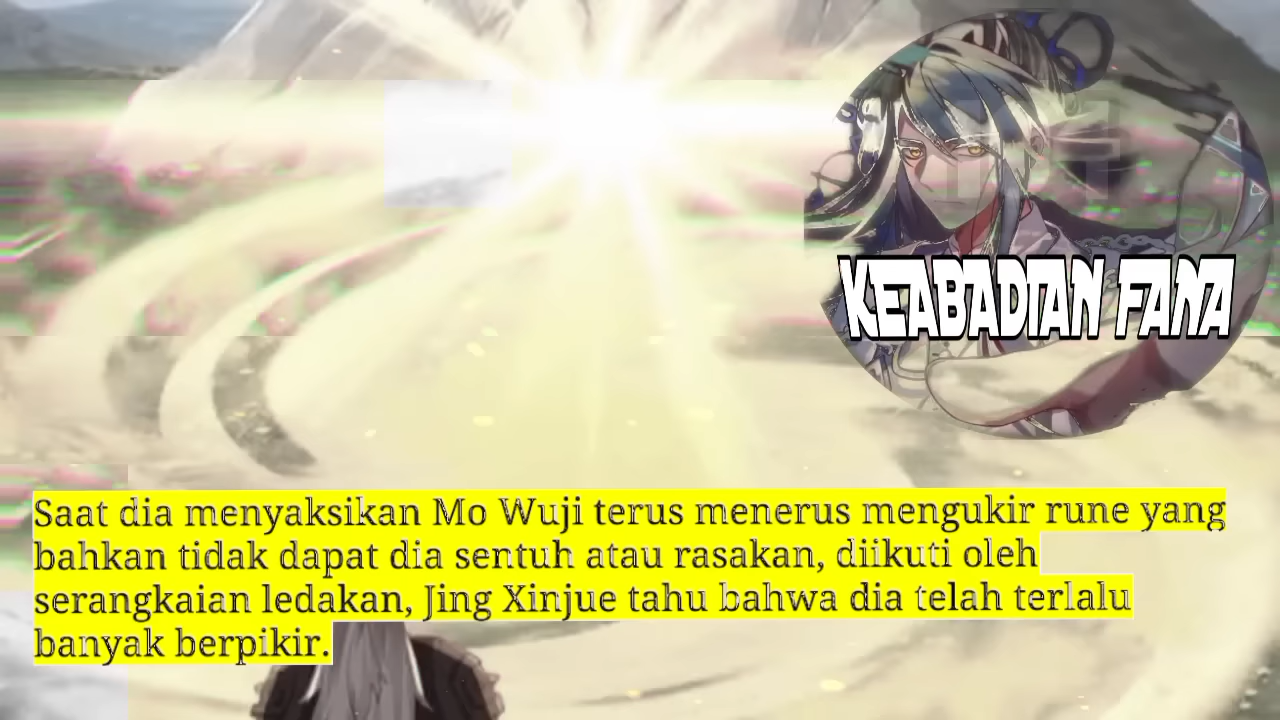 KEABADIAN FANA
Saat dia menyaksikan Mo Wuji terus menerus mengukir rune yang
bahkan tidak dapat dia sentuh atau rasakan, diikuti oleh
serangkaian ledakan, Jing Xinjue tahu bahwa dia telah terlalu
banyak berpikir.